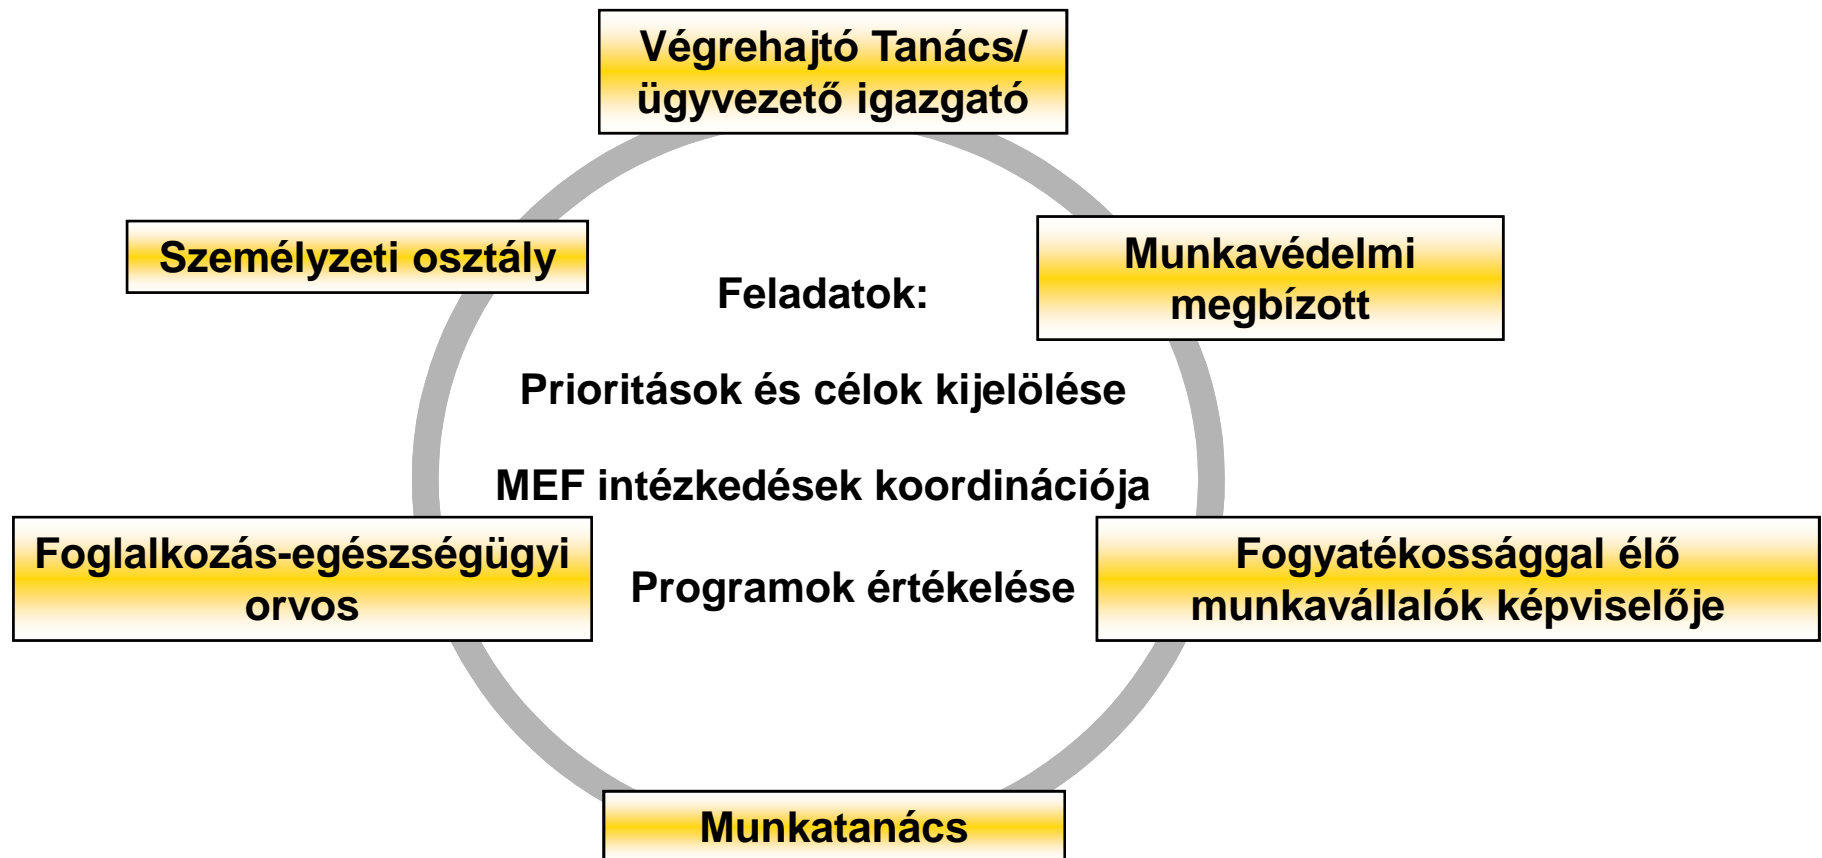 Végrehajtó Tanács/
ügyvezető igazgató
Személyzeti osztály
Munkavédelmi
megbízott
Feladatok:
Prioritások és célok kijelölése
MEF intézkedések koordinációja
Programok értékelése
Foglalkozás-egészségügyi
orvos
Fogyatékossággal élő
munkavállalók képviselője
Munkatanács